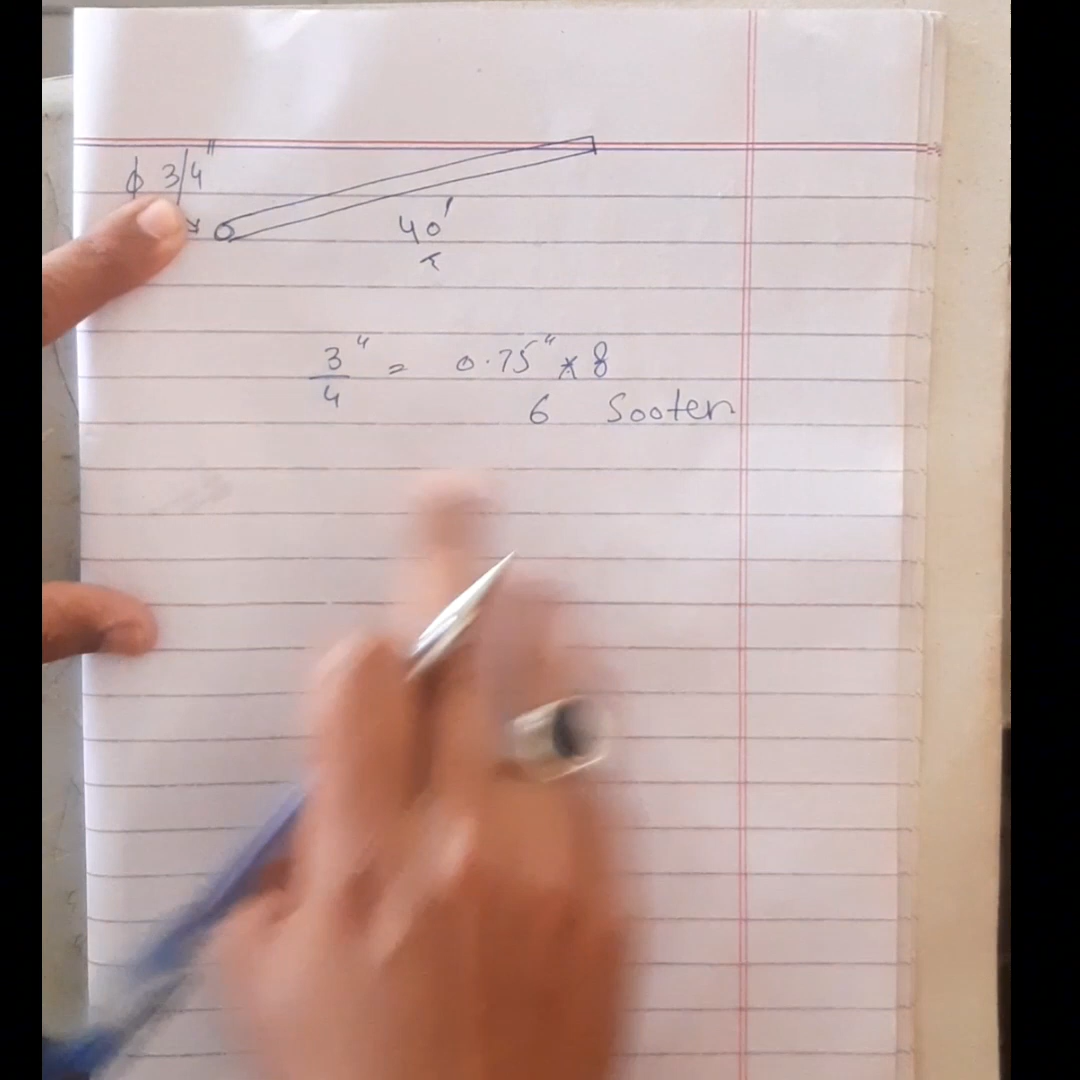 ϕ 3/4"
40'
3/4" = 0.75" * 8
6 Sooter